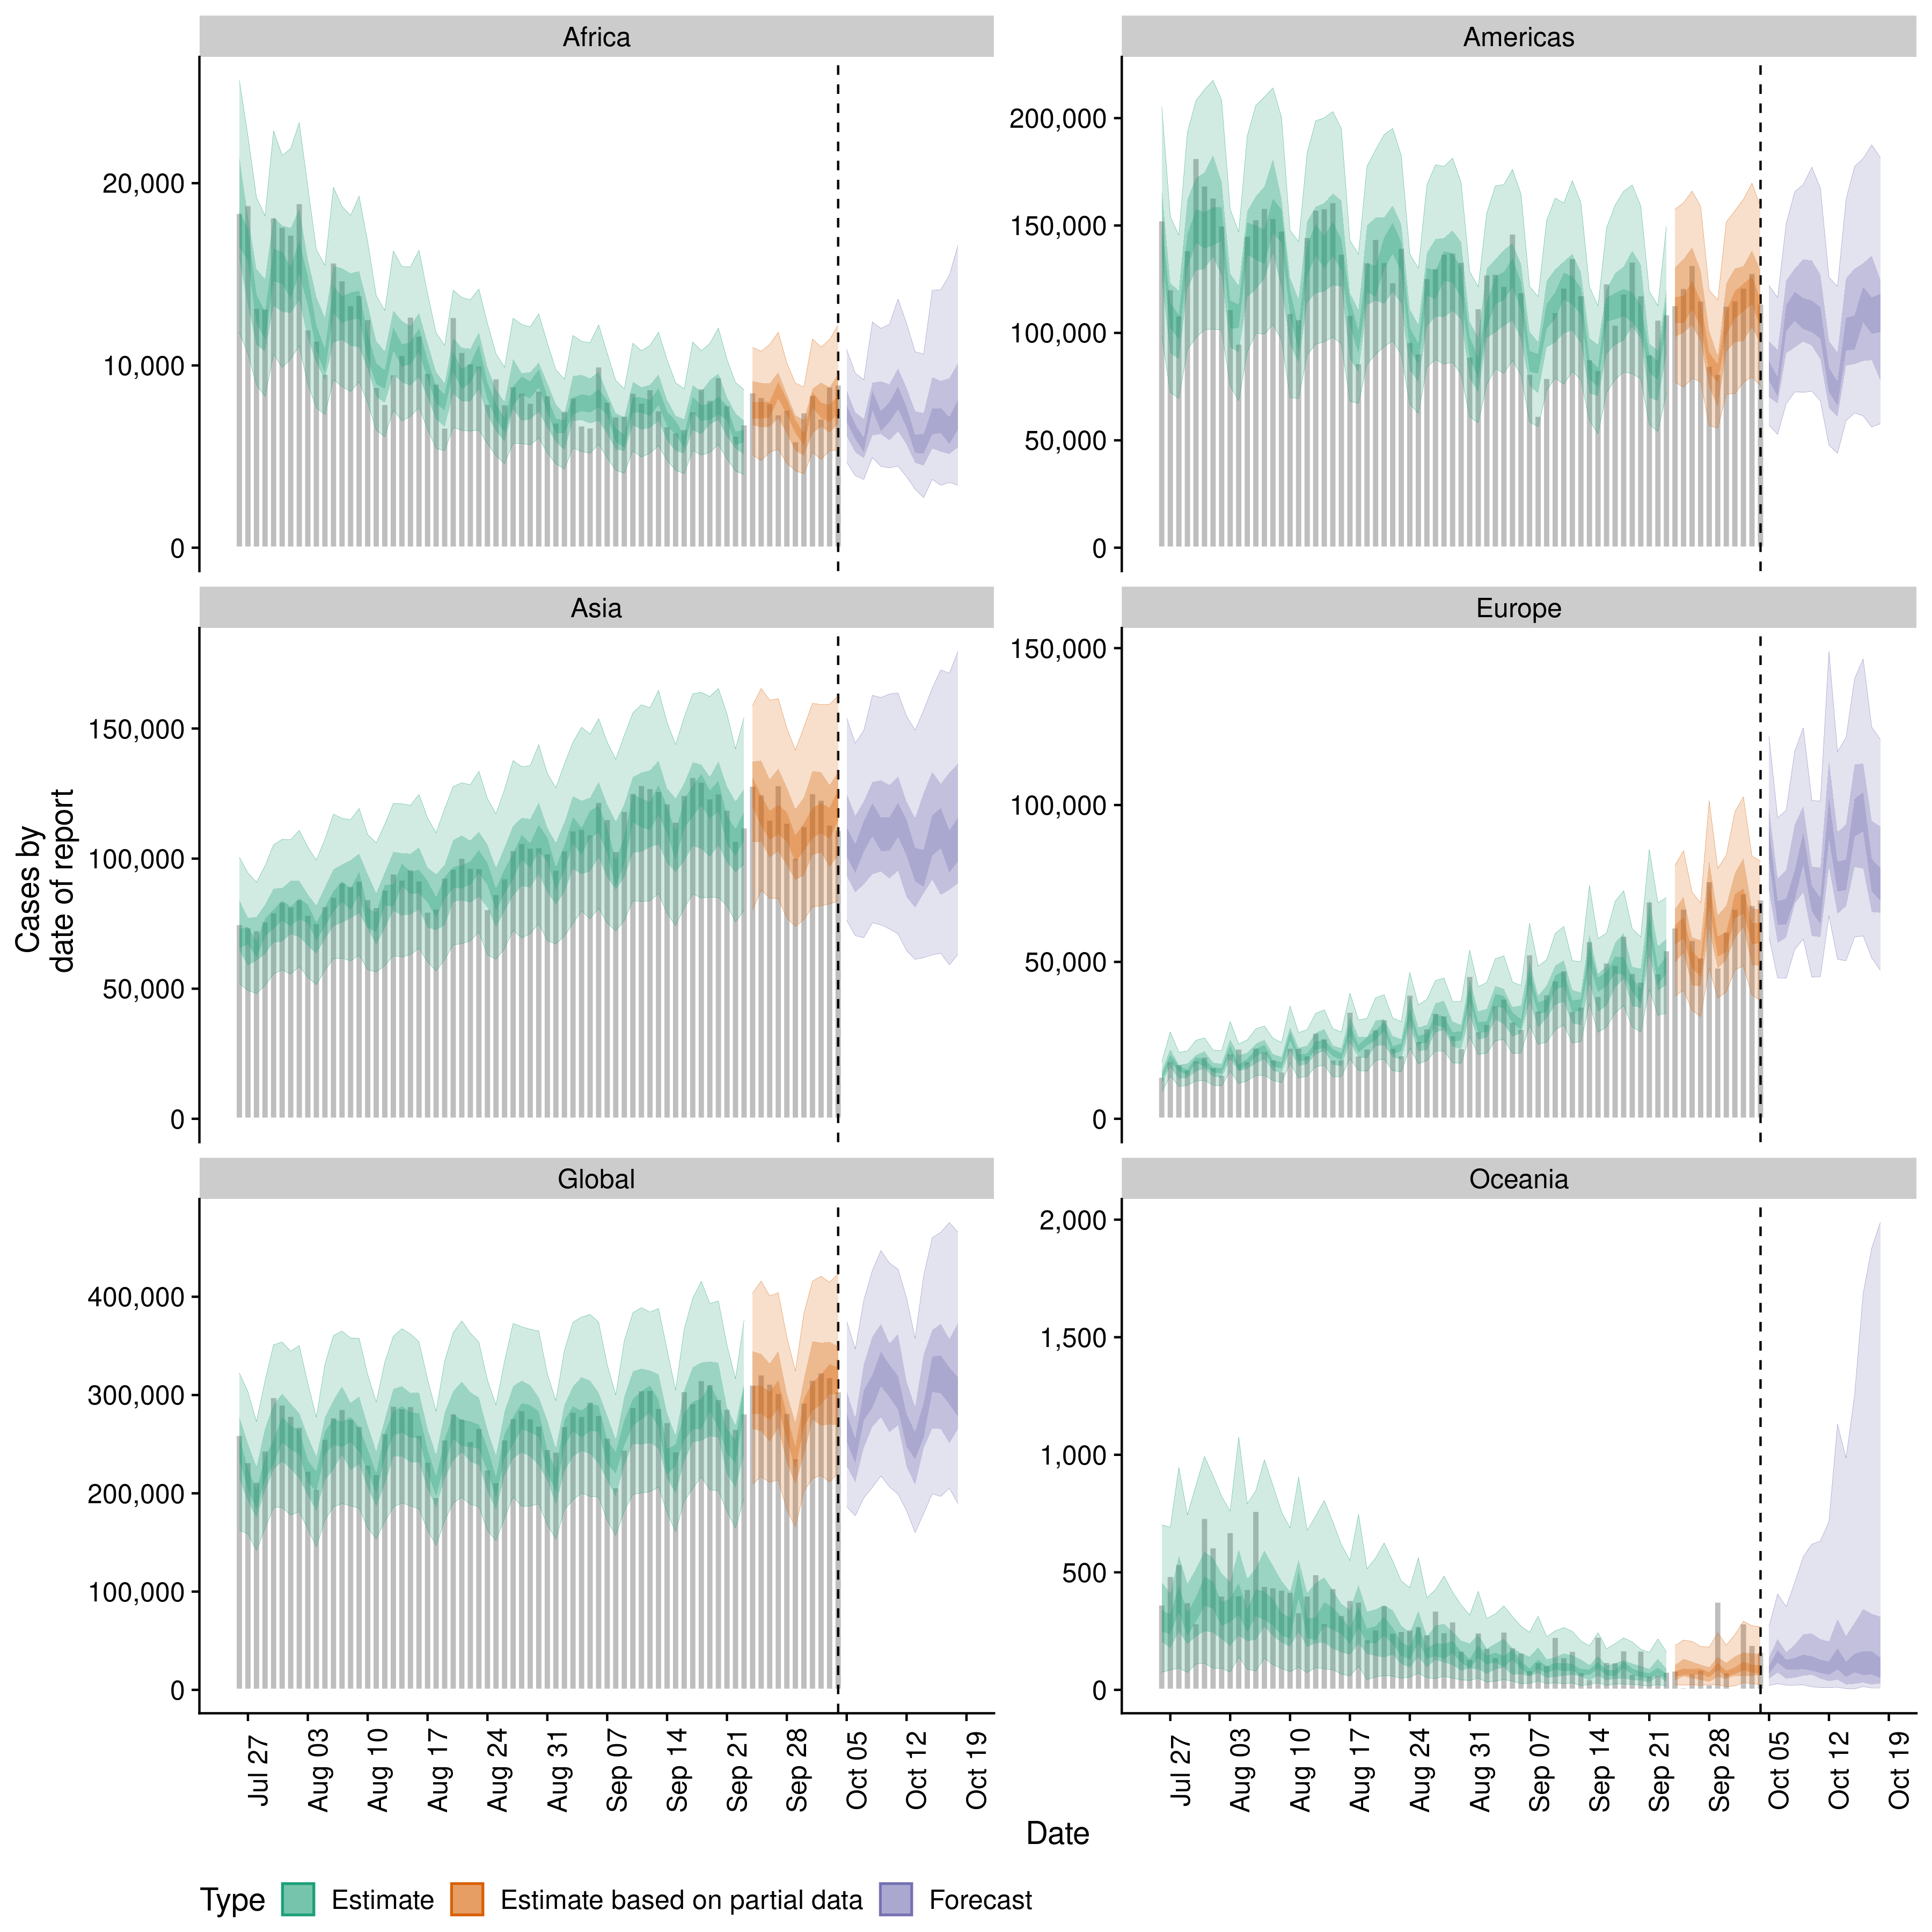 Africa
Americas
20,000
10,000
0
200,000
150,000
100,000
50,000
0
Asia
Europe
150,000
100,000
50,000
0
150,000
100,000
50,000
0
Cases by
date of report
Global
Oceania
400,000
300,000
200,000
100,000
0
2,000
1,500
1,000
500
0
Jul 27
Aug 03
Aug 10
Aug 17
Aug 24
Aug 31
Sep 07
Sep 14
Sep 21
Sep 28
Oct 05
Oct 12
Oct 19
Jul 27
Aug 03
Aug 10
Aug 17
Aug 24
Aug 31
Sep 07
Sep 14
Sep 21
Sep 28
Oct 05
Oct 12
Oct 19
Date
Type Estimate Estimate based on partial data Forecast